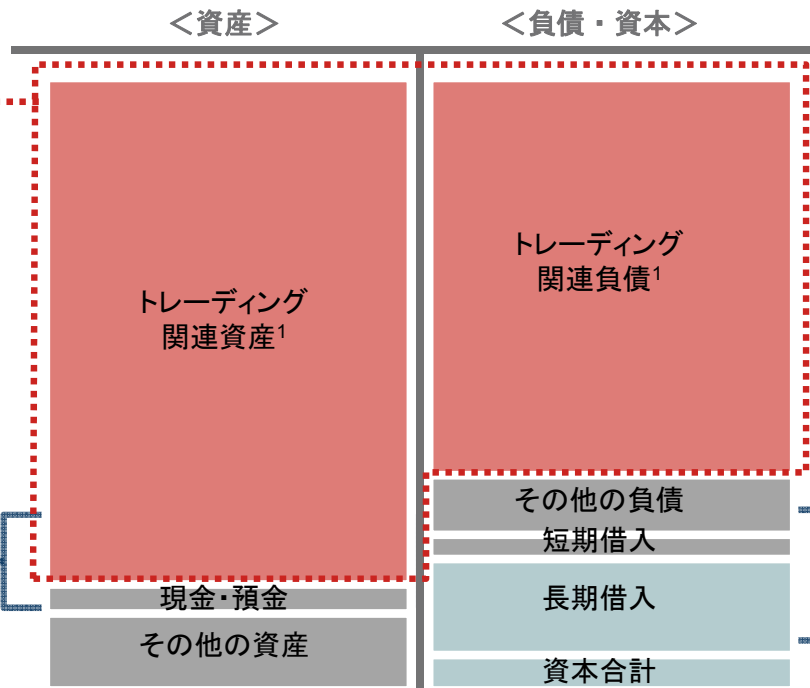 ＜資産＞
＜負債・資本＞
トレーディング
関連資産¹
現金・預金
その他の資産
トレーディング
関連負債¹
その他の負債
短期借入
長期借入
資本合計